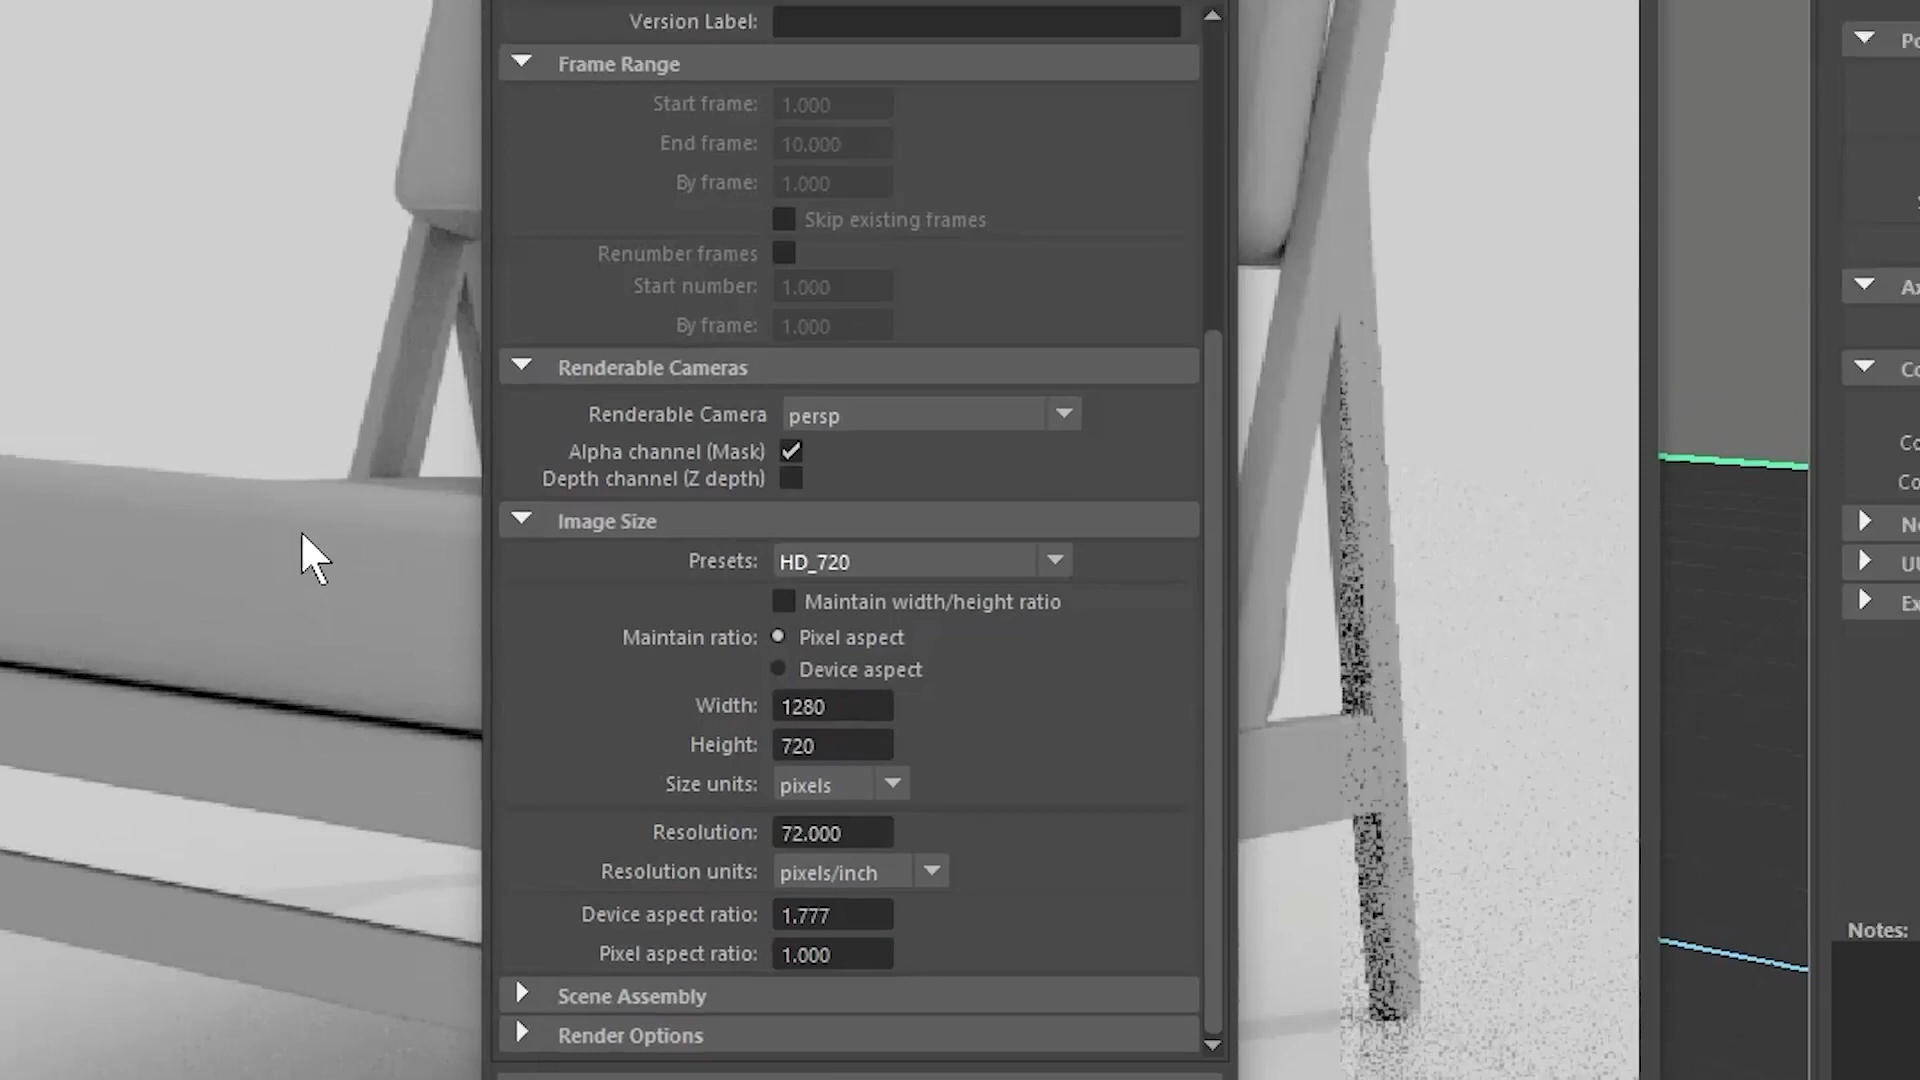 Version Label:
Frame Range
Start frame: 1.000
End frame: 10.000
By frame: 1.000
Skip existing frames
Renumber frames
Start number: 1.000
By frame: 1.000
Renderable Cameras
Renderable Camera persp
Alpha channel (Mask)
Depth channel (Z depth)
Image Size
Presets: HD_720
Maintain width/height ratio
Maintain ratio: Pixel aspect
Device aspect
Width: 1280
Height: 720
Size units: pixels
Resolution: 72.000
Resolution units: pixels/inch
Device aspect ratio: 1.777
Pixel aspect ratio: 1.000
Scene Assembly
Render Options
Notes: